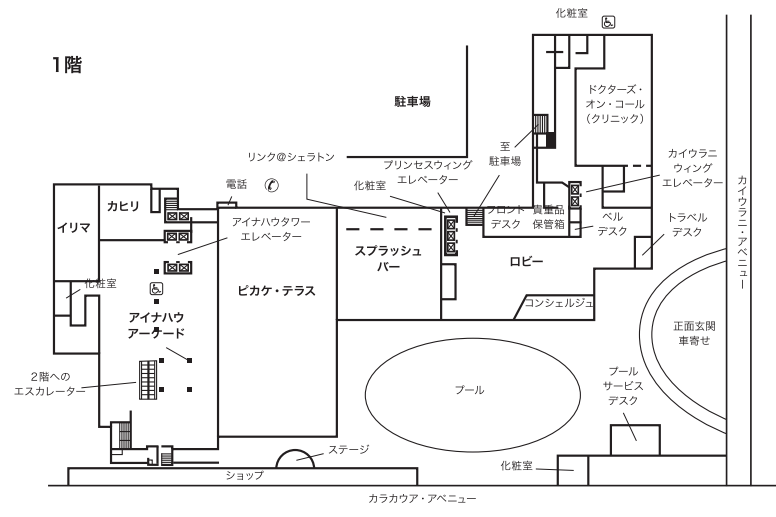 化粧室
1階
ドクターズ・
オン・コール
(クリニック)
駐車場
至
駐車場
カイウラニ
ウィング
エレベーター
リンク@シェラトン
プリンセスウィング
エレベーター
電話
化粧室
カイウラニ・アベニュー
カヒリ
イリマ
アイナハウタワー
エレベーター
フロント
デスク
貴重品
保管箱
ベル
デスク
トラベル
デスク
スプラッシュ
バー
ロビー
化粧室
ピカケ・テラス
コンシェルジュ
アイナハウ
アーケード
正面玄関
車寄せ
2階への
エスカレーター
プール
プール
サービス
デスク
ステージ
化粧室
ショップ
カラカウア・アベニュー